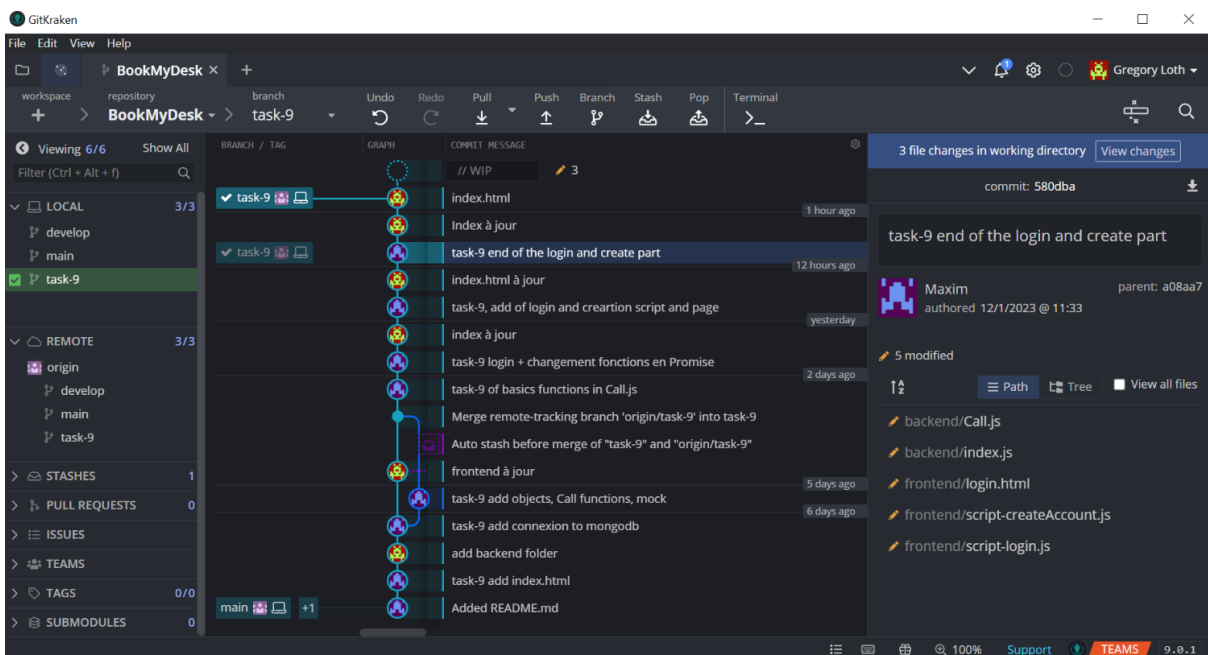 GitKraken
File Edit View Help
BookMyDesk
Gregory Loth
workspace repository branch Undo Redo Pull Push Branch Stash Pop Terminal
BookMyDesk task-9
Viewing 6/6 Show All
Filter (Ctrl + Alt + f)
LOCAL 3/3
develop
main
task-9
REMOTE 3/3
origin
develop
main
task-9
STASHES 1
PULL REQUESTS 0
ISSUES
TEAMS
TAGS 0/0
SUBMODULES 0
BRANCH / TAG GRAPH COMMIT MESSAGE
// WIP 3
task-9 index.html
1 hour ago
Index à jour
task-9 task-9 end of the login and create part
12 hours ago
index.html à jour
task-9, add of login and creartion script and page
yesterday
index à jour
task-9 login + changement fonctions en Promise
2 days ago
task-9 of basics functions in Call.js
Merge remote-tracking branch 'origin/task-9' into task-9
Auto stash before merge of "task-9" and "origin/task-9"
frontend à jour
5 days ago
task-9 add objects, Call functions, mock
6 days ago
task-9 add connexion to mongodb
add backend folder
task-9 add index.html
main +1 Added README.md
3 file changes in working directory View changes
commit: 580dba
task-9 end of the login and create part
Maxim parent: a08aa7
authored 12/1/2023 @ 11:33
5 modified
Path Tree View all files
backend/Call.js
backend/index.js
frontend/login.html
frontend/script-createAccount.js
frontend/script-login.js
100% Support TEAMS 9.0.1